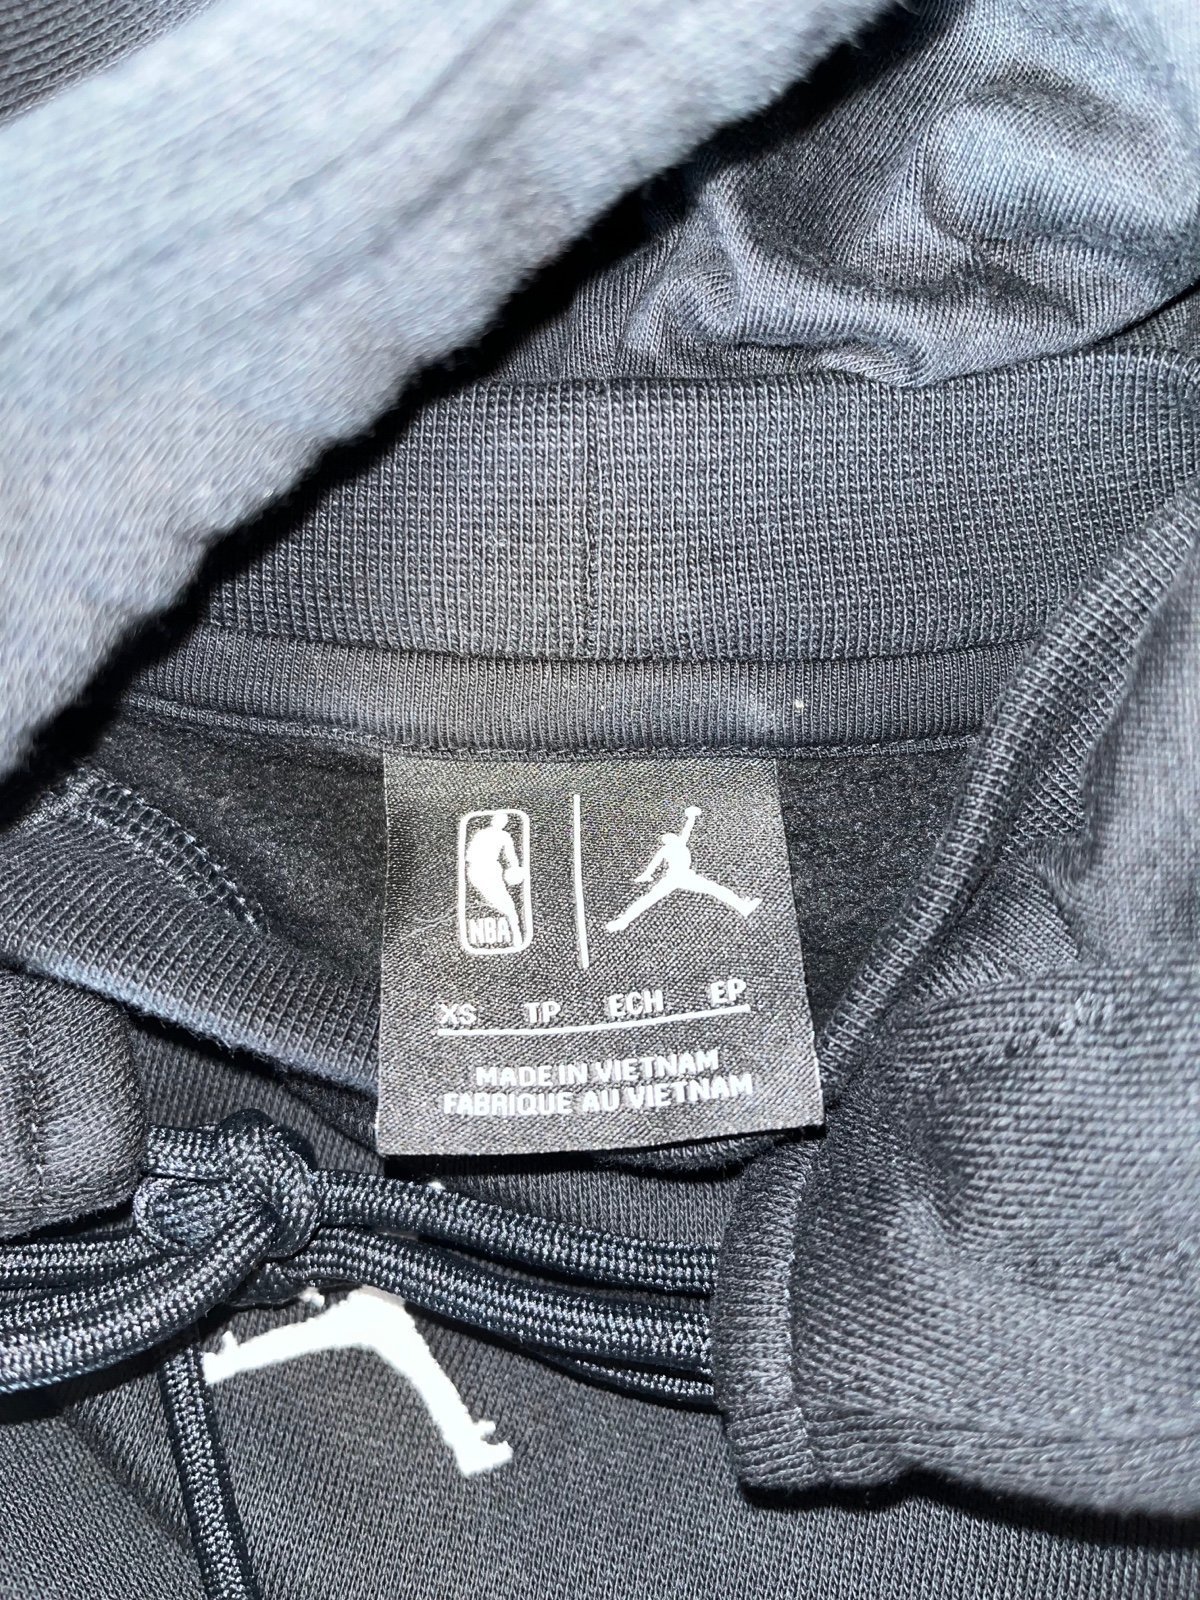 NBA
XS TP ECH EP
MADE IN VIETNAM
FABRIQUE AU VIETNAM